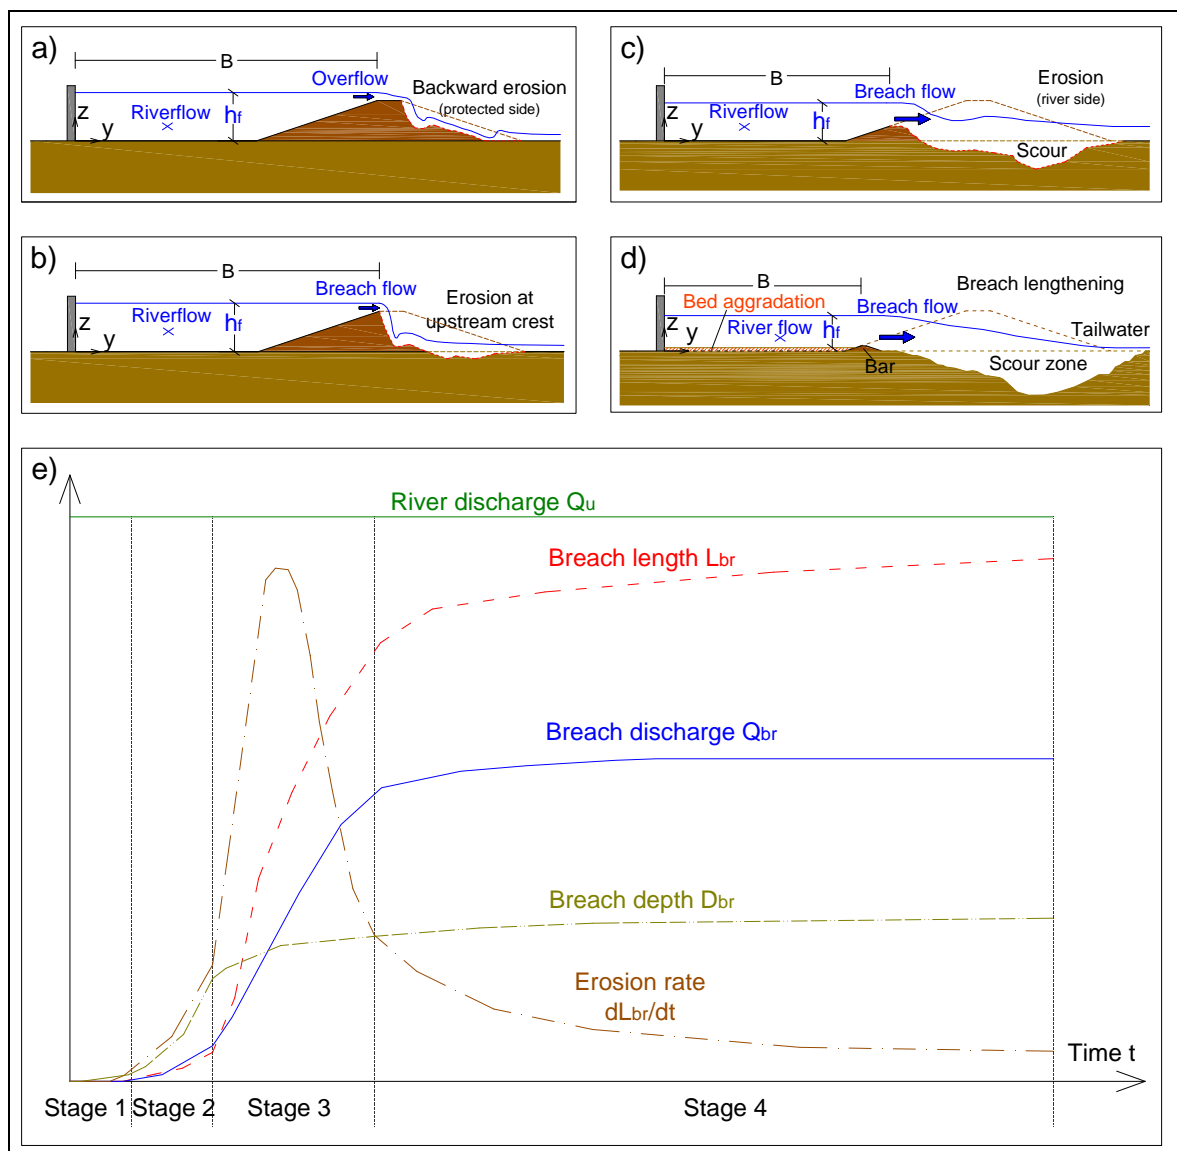 a)
B
Overflow
Backward erosion
(protected side)
Riverflow
hf
z
y
c)
B
Erosion
(river side)
Breach flow
Riverflow
hf
z
y
Scour
b)
B
Breach flow
Erosion at
upstream crest
Riverflow
hf
z
y
d)
B
Breach lengthening
Bed aggradation
Breach flow
River flow
hf
Tailwater
z
y
Bar
Scour zone
e)
River discharge Qu
Breach length Lbr
Breach discharge Qbr
Breach depth Dbr
Erosion rate
dLbr/dt
Time t
Stage 1
Stage 2
Stage 3
Stage 4